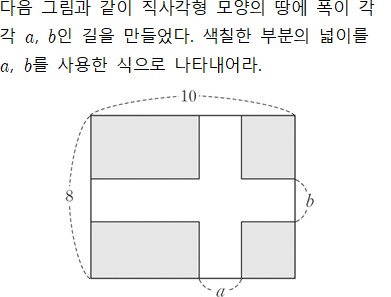 다음 그림과 같이 직사각형 모양의 땅에 폭이 각
각 a, b인 길을 만들었다. 색칠한 부분의 넓이를
a, b를 사용한 식으로 나타내어라.
10
8
b
a